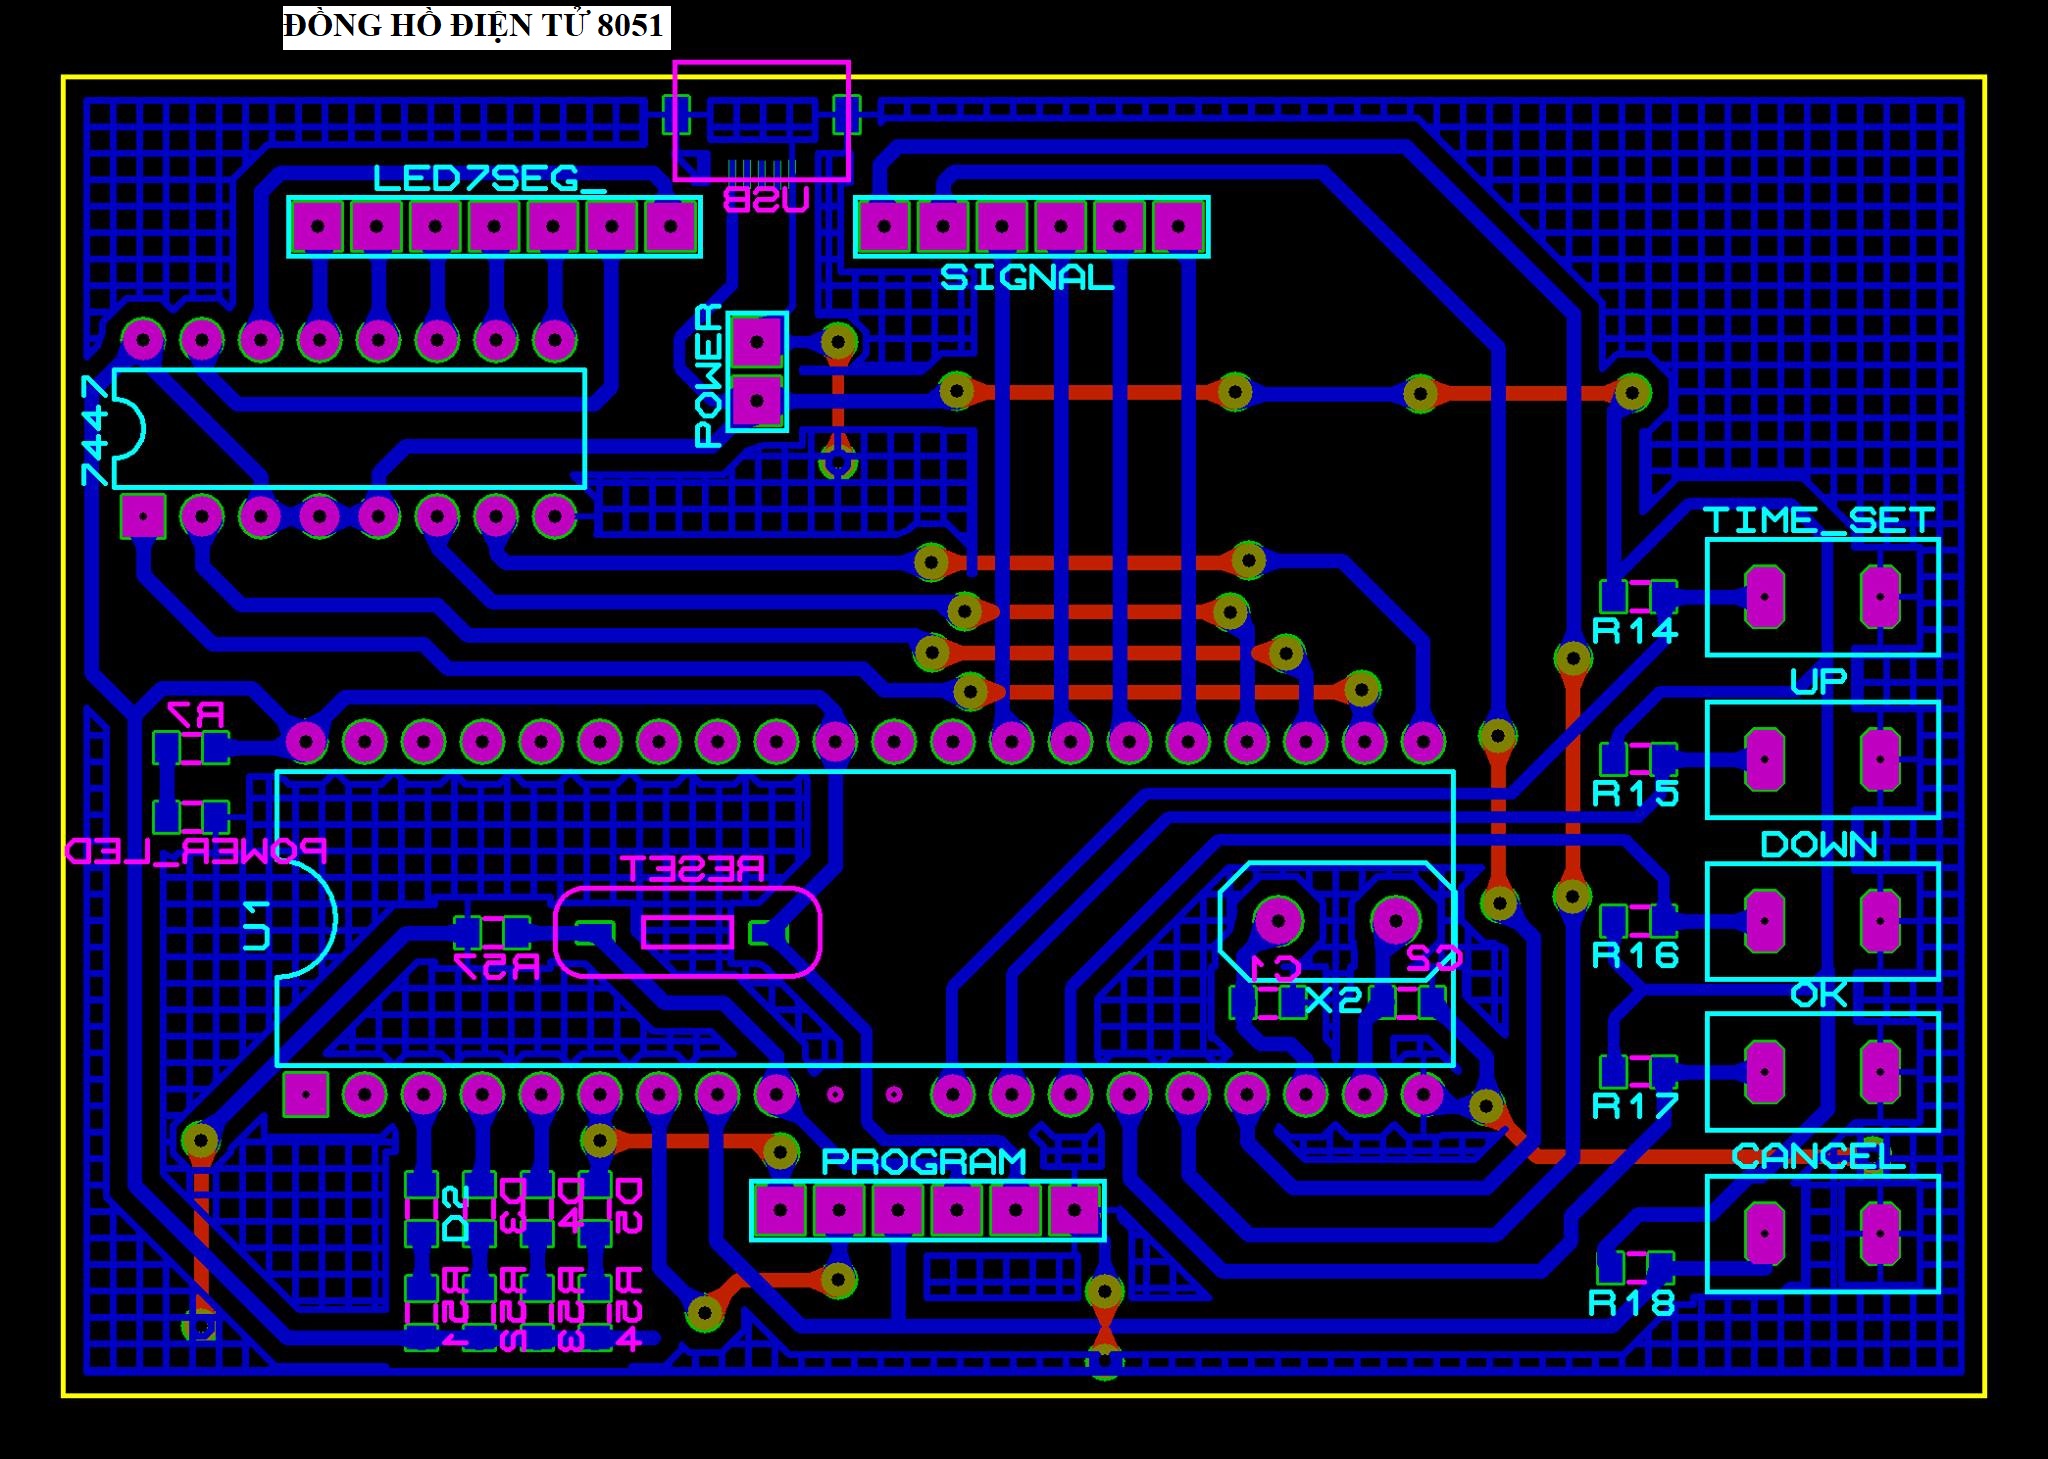 ĐỒNG HỒ ĐIỆN TỬ 8051
LED7SEG_
USB
SIGNAL
POWER
7447
TIME_SET
R14
UP
R7
R15
POWER_LED
DOWN
RESET
U1
R57
C1
C2
R16
X2
OK
R17
PROGRAM
CANCEL
D2
D3
D4
D5
R51
R52
R53
R54
R18